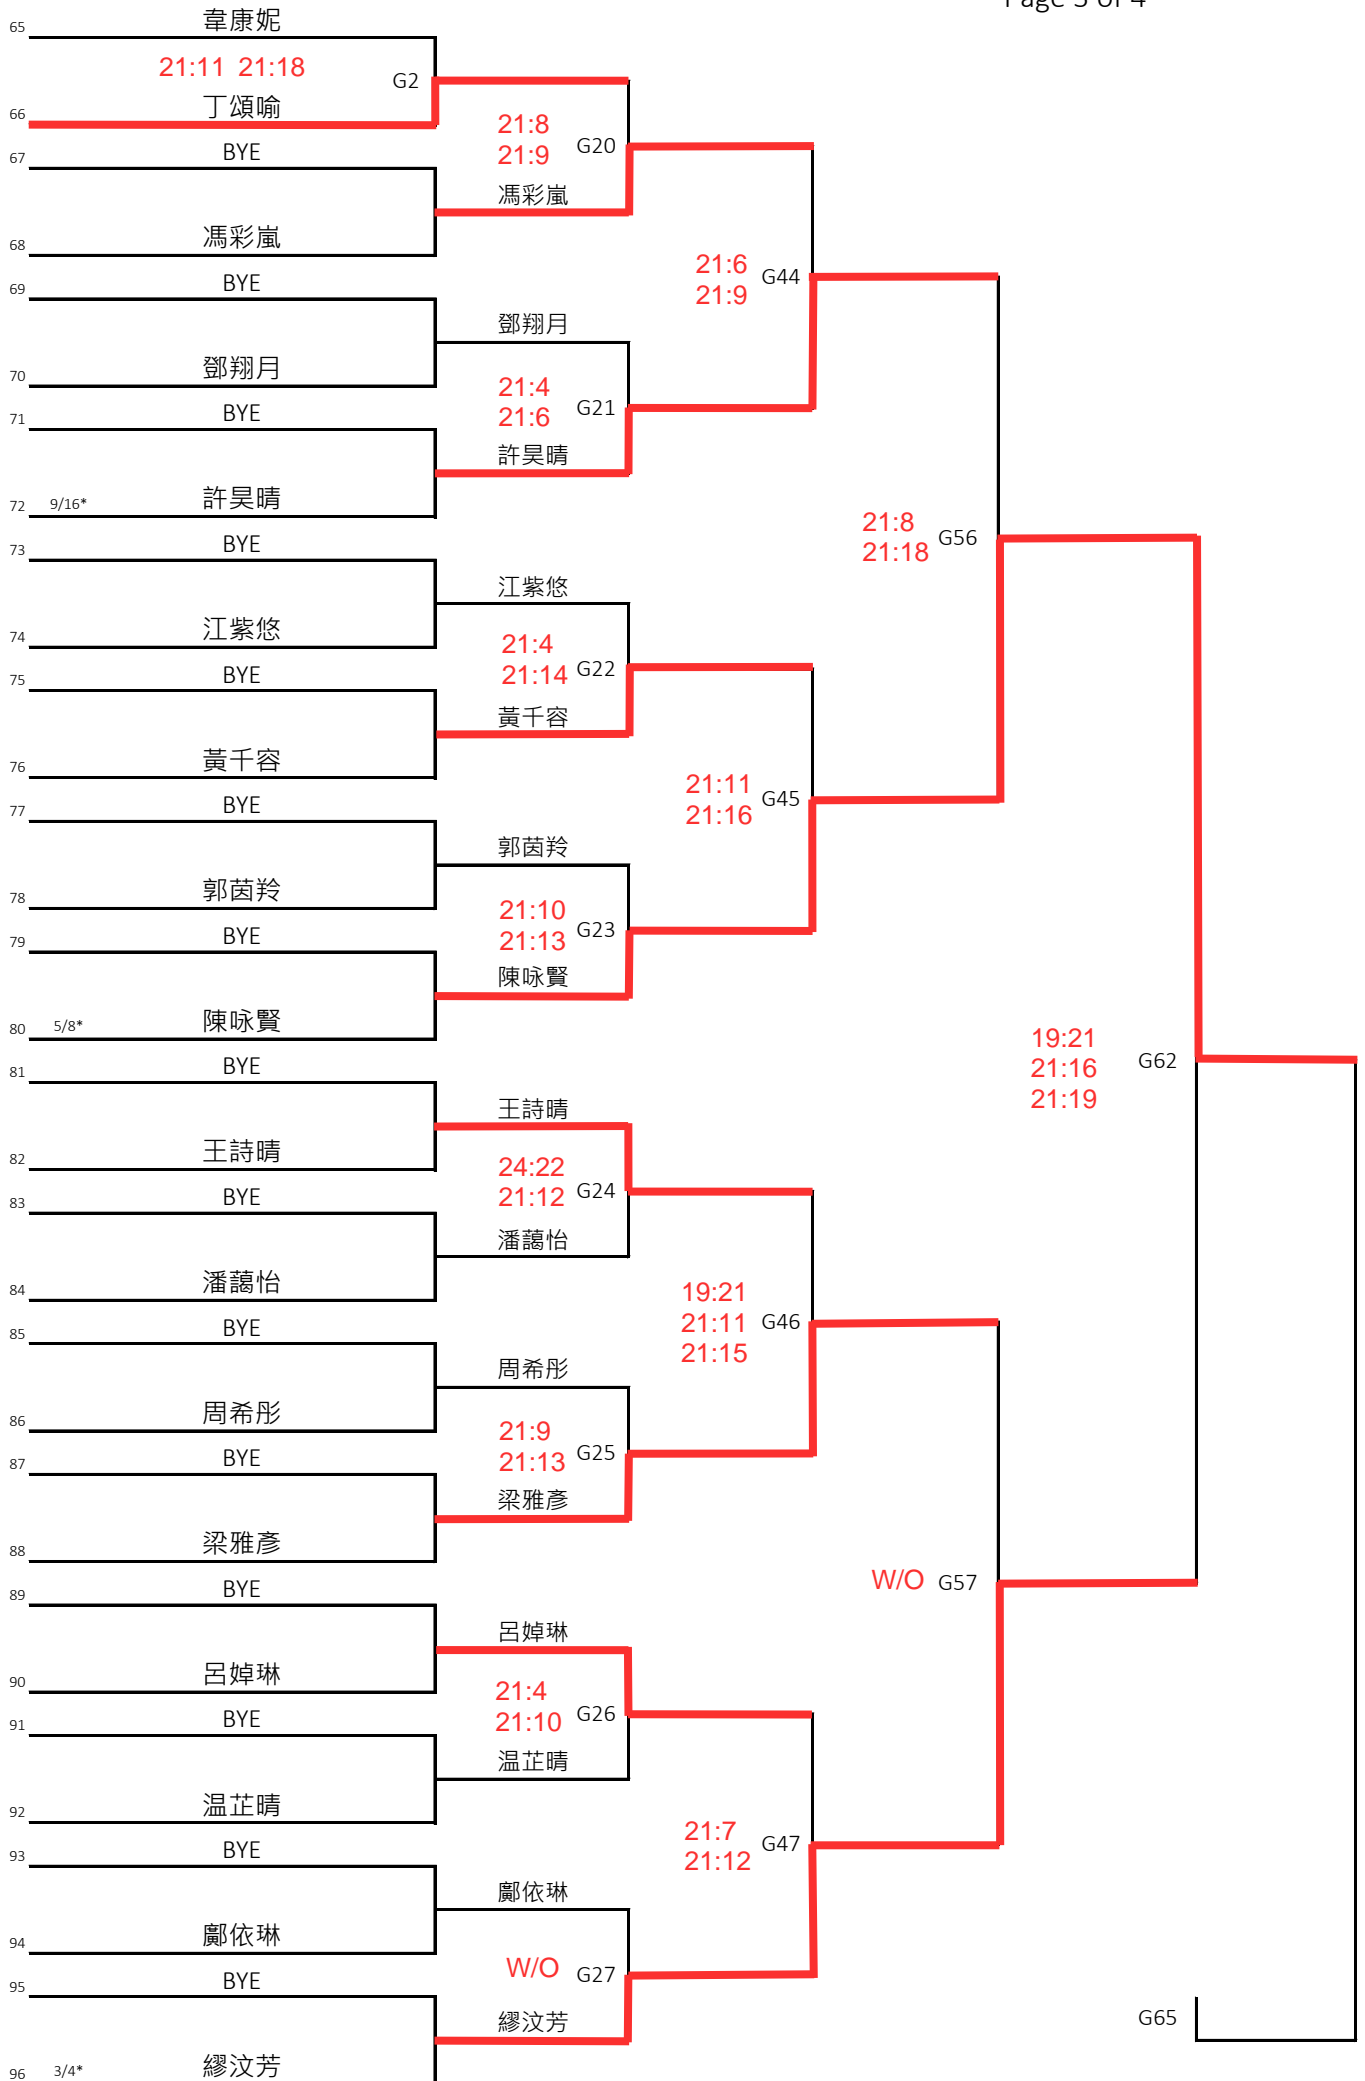 Page 3 of 4
65 韋康妮
21:11 21:18 G2
66 丁頌喻
21:8
21:9 G20
67 BYE
馮彩嵐
68 馮彩嵐
21:6
21:9 G44
69 BYE
鄧翔月
70 鄧翔月
21:4
21:6 G21
71 BYE
許昊晴
72 9/16* 許昊晴
21:8
21:18 G56
73 BYE
江紫悠
74 江紫悠
21:4
21:14 G22
75 BYE
黃千容
76 黃千容
21:11
21:16 G45
77 BYE
郭茵羚
78 郭茵羚
21:10
21:13 G23
79 BYE
陳咏賢
80 5/8* 陳咏賢
19:21
21:16 G62
21:19
81 BYE
王詩晴
82 王詩晴
24:22
21:12 G24
83 BYE
潘藹怡
84 潘藹怡
19:21
21:11 G46
21:15
85 BYE
周希彤
86 周希彤
21:9
21:13 G25
87 BYE
梁雅彥
88 梁雅彥
W/O G57
89 BYE
呂婥琳
90 呂婥琳
21:4
21:10 G26
91 BYE
温芷晴
92 温芷晴
21:7
21:12 G47
93 BYE
鄺依琳
94 鄺依琳
W/O G27
95 BYE
繆汶芳
G65
96 3/4* 繆汶芳